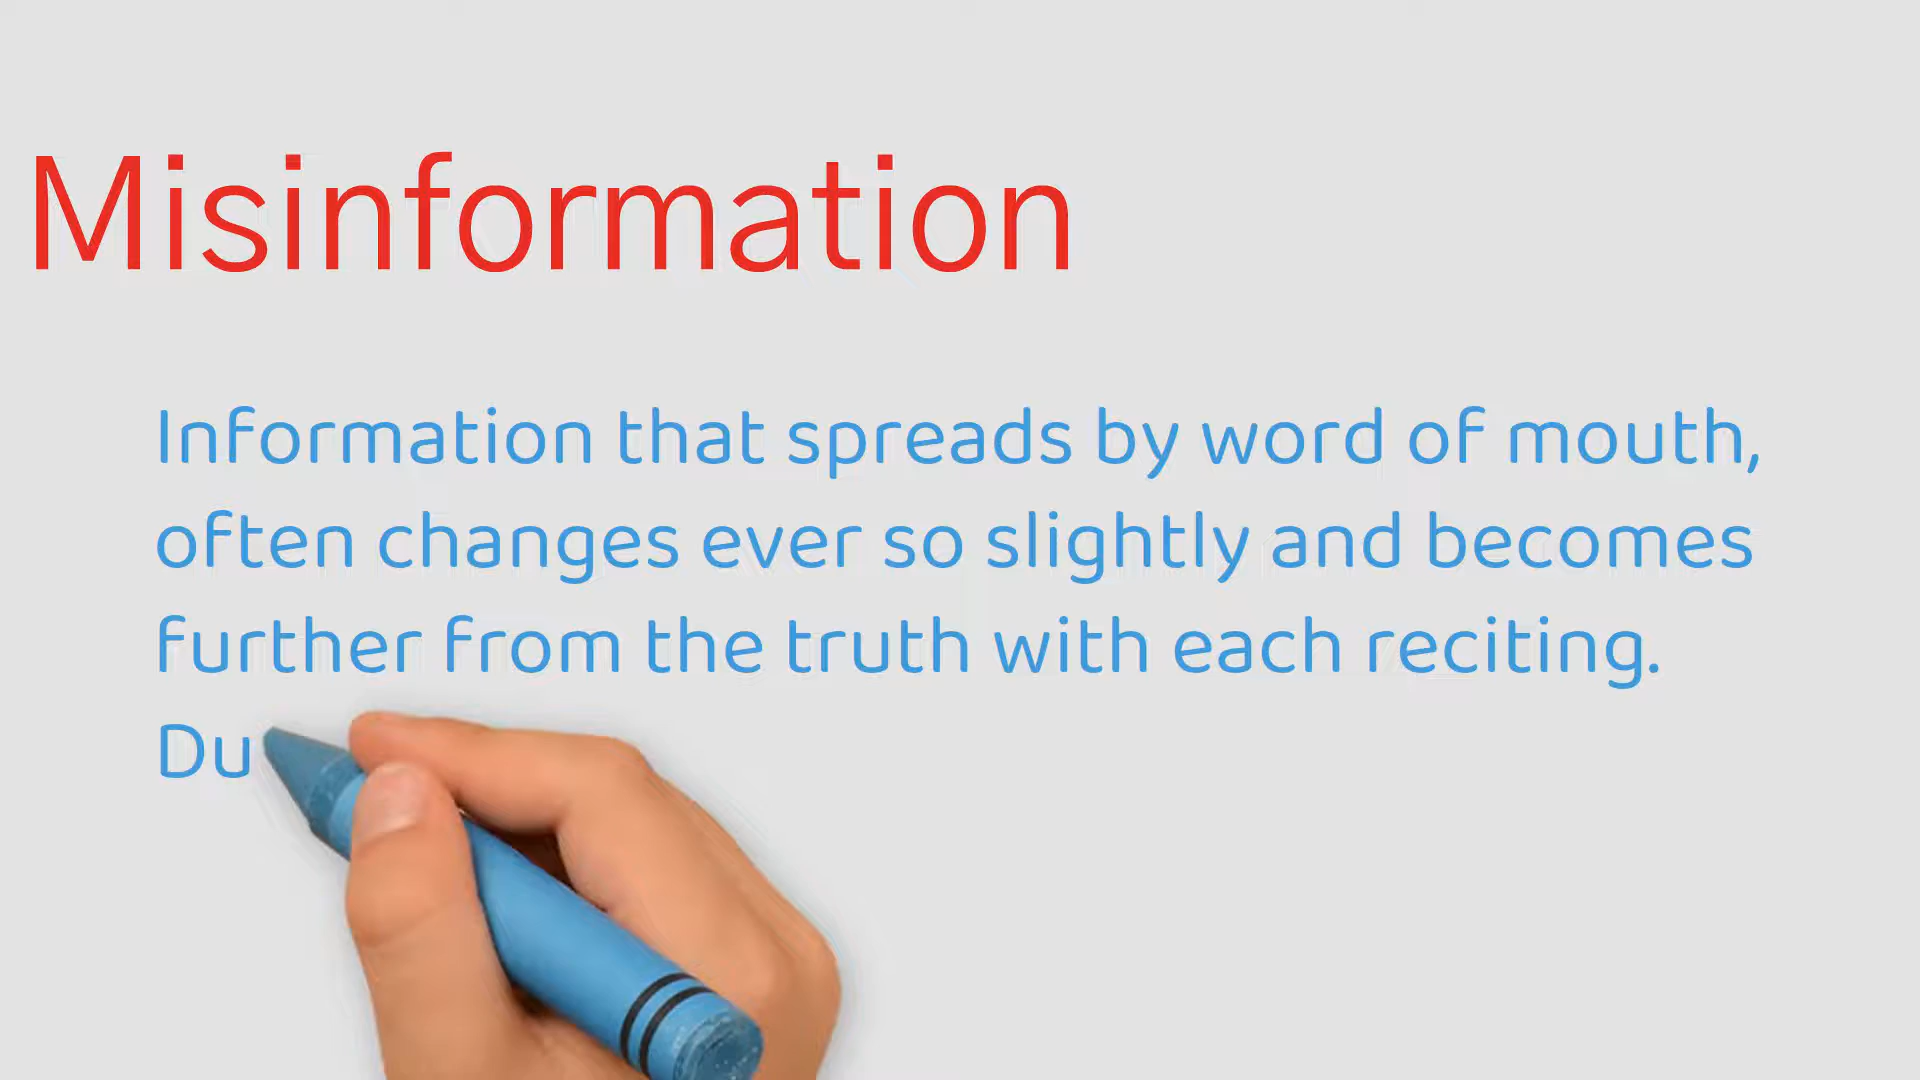 Misinformation
Information that spreads by word of mouth,
often changes ever so slightly and becomes
further from the truth with each reciting.
Du